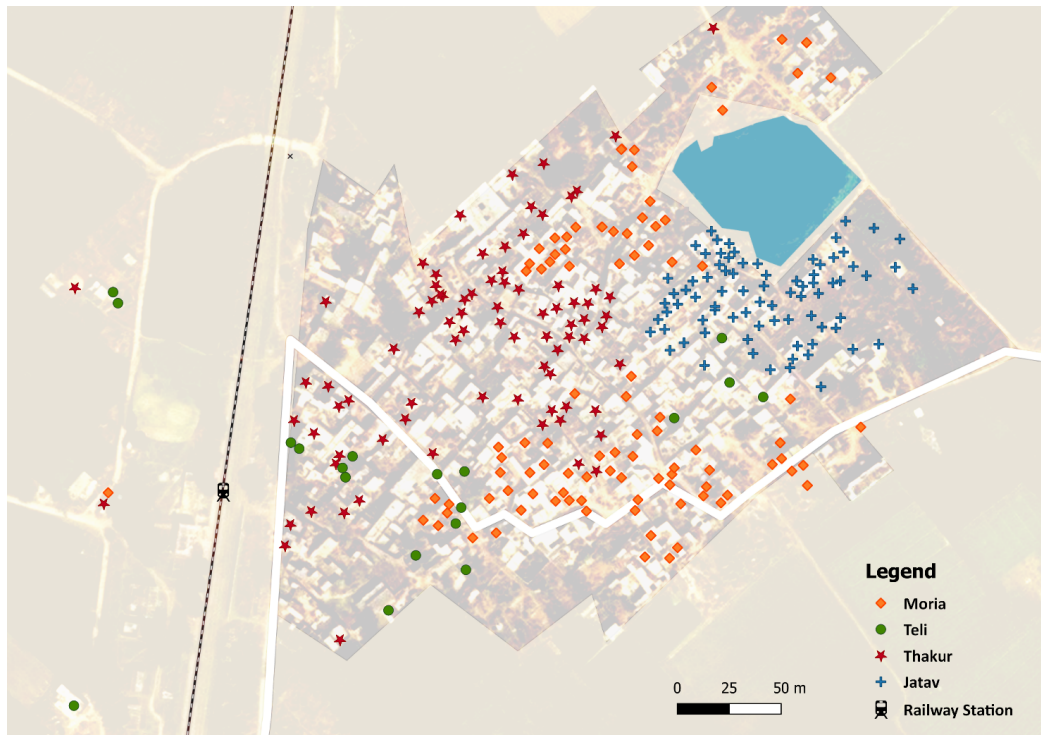 Legend
Moria
Teli
Thakur
Jatav
Railway Station
0 25 50 m